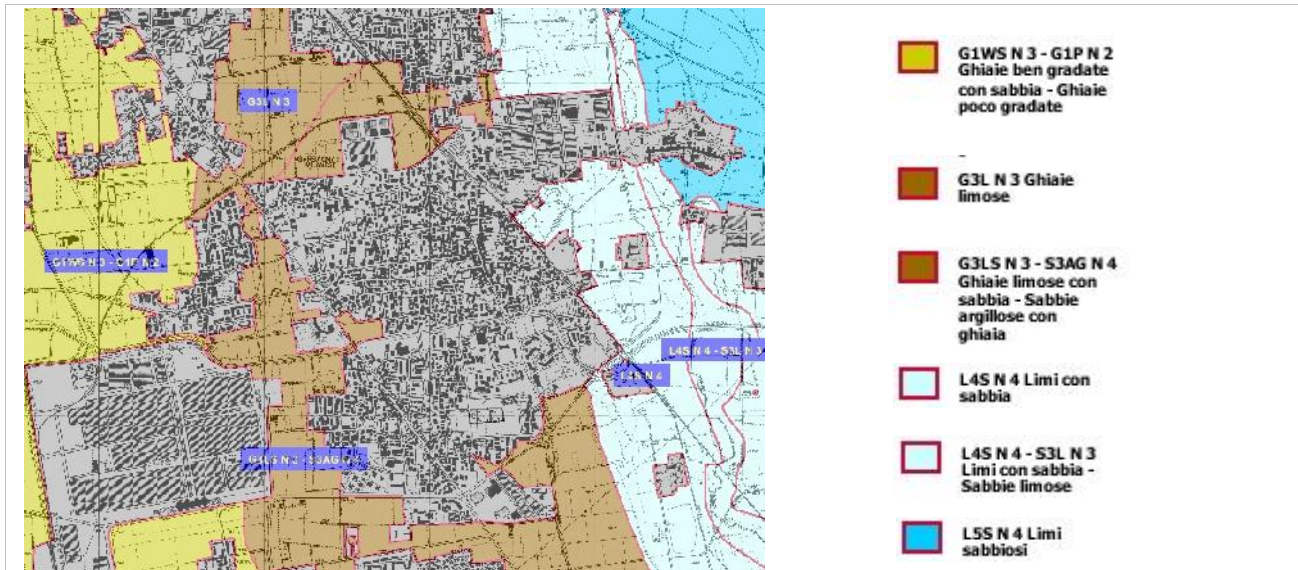 G3L N 3
G1WS N 3 - G1P N 2
L4S N 4 - S3L N 3
L4S N 4
G3LS N 3 - S3AG N 4
G1WS N 3 - G1P N 2
Ghiaie ben gradate
con sabbia - Ghiaie
poco gradate
G3L N 3 Ghiaie
limose
G3LS N 3 - S3AG N 4
Ghiaie limose con
sabbia - Sabbie
argillose con
ghiaia
L4S N 4 Limi con
sabbia
L4S N 4 - S3L N 3
Limi con sabbia -
Sabbie limose
L5S N 4 Limi
sabbiosi